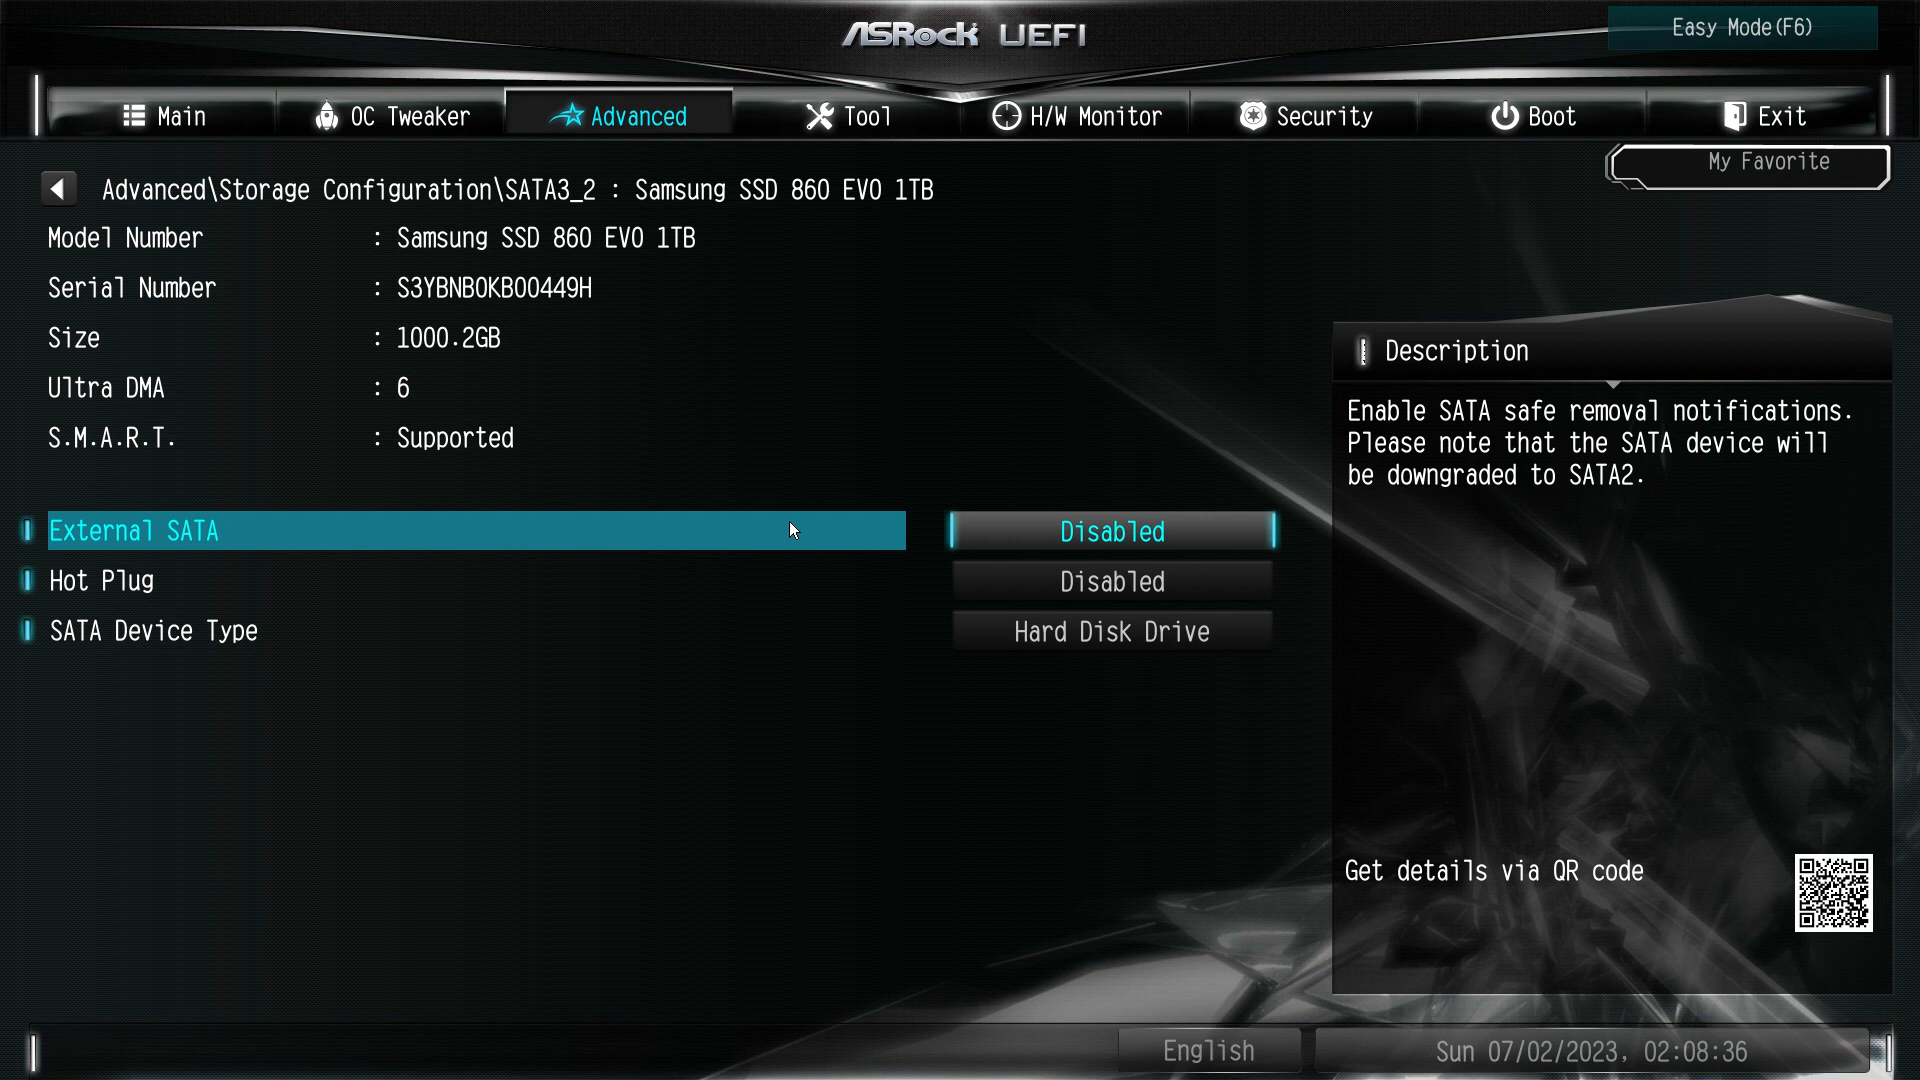 ASRock UEFI
Easy Mode(F6)
Main
OC Tweaker
Advanced
Tool
H/W Monitor
Security
Boot
Exit
My Favorite
Advanced\Storage Configuration\SATA3_2 : Samsung SSD 860 EVO 1TB
Model Number : Samsung SSD 860 EVO 1TB
Serial Number : S3YBNB0KB00449H
Size : 1000.2GB
Ultra DMA : 6
S.M.A.R.T. : Supported
External SATA Disabled
Hot Plug Disabled
SATA Device Type Hard Disk Drive
Description
Enable SATA safe removal notifications.
Please note that the SATA device will
be downgraded to SATA2.
Get details via QR code
English
Sun 07/02/2023, 02:08:36